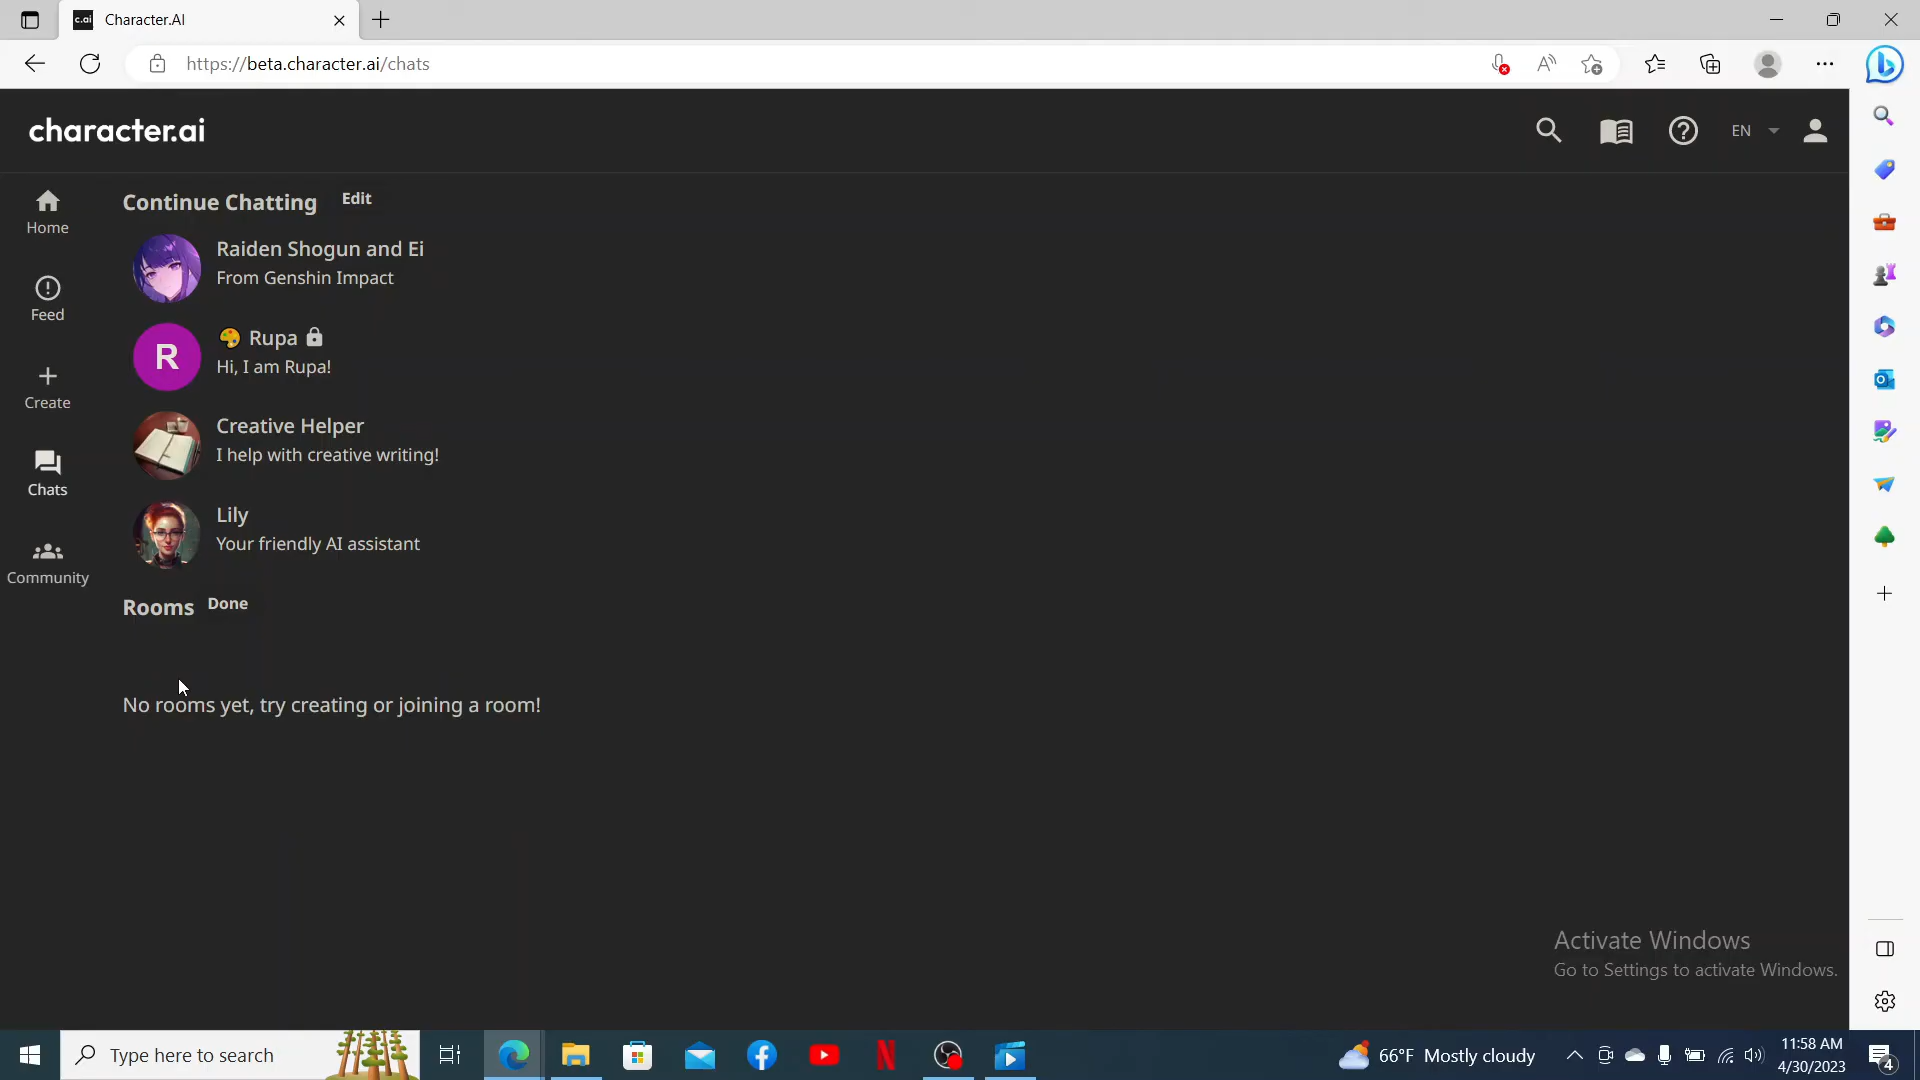 c.ai Character.AI
https://beta.character.ai/chats
character.ai
EN
Home
Feed
Create
Chats
Community
Continue Chatting Edit
Raiden Shogun and Ei
From Genshin Impact
R
🎨 Rupa
Hi, I am Rupa!
Creative Helper
I help with creative writing!
Lily
Your friendly AI assistant
Rooms Done
No rooms yet, try creating or joining a room!
Activate Windows
Go to Settings to activate Windows.
Type here to search
66°F Mostly cloudy
11:58 AM
4/30/2023
4